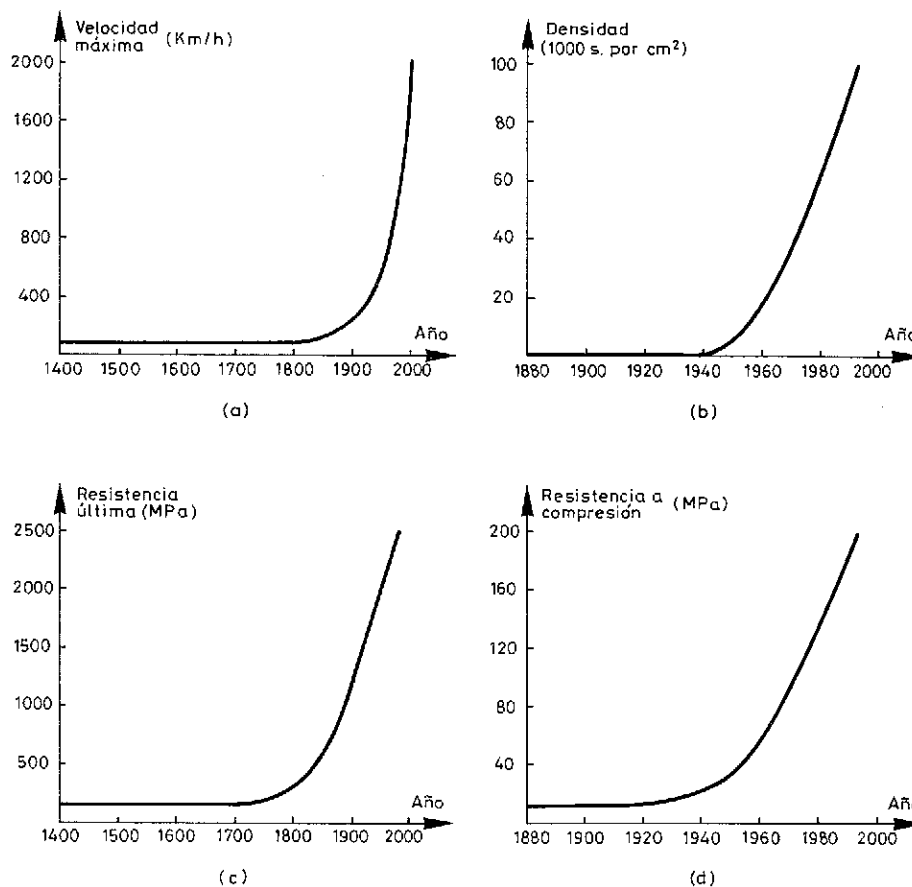 Velocidad
máxima (Km/h)
2000
1600
1200
800
400
Año
1400 1500 1600 1700 1800 1900 2000
(a)
Densidad
(1000 s. por cm²)
100
80
60
40
20
Año
1880 1900 1920 1940 1960 1980 2000
(b)
Resistencia
última (MPa)
2500
2000
1500
1000
500
Año
1400 1500 1600 1700 1800 1900 2000
(c)
Resistencia a
compresión (MPa)
200
160
120
80
40
Año
1880 1900 1920 1940 1960 1980 2000
(d)